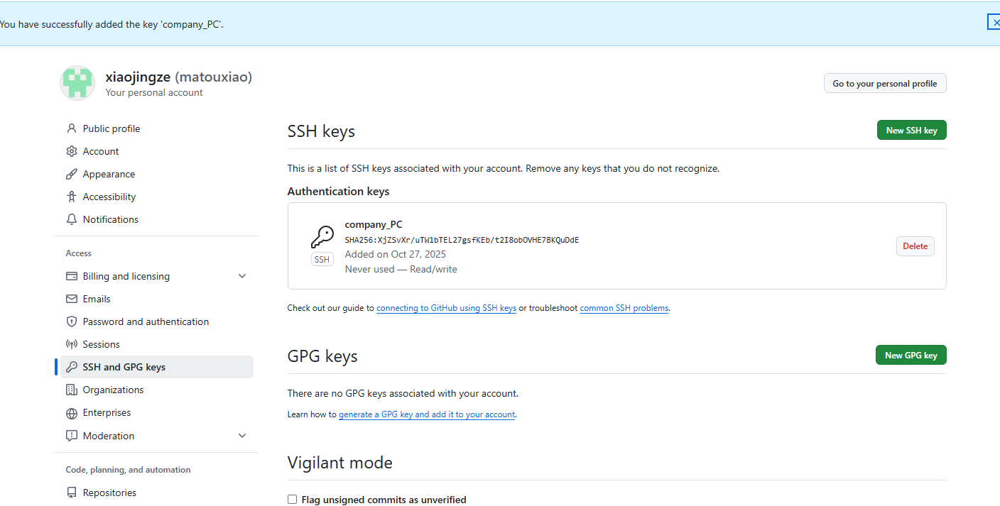 You have successfully added the key 'company_PC'.
xiaojingze (matouxiao)
Your personal account
Go to your personal profile
Public profile
Account
Appearance
Accessibility
Notifications
Access
Billing and licensing
Emails
Password and authentication
Sessions
SSH and GPG keys
Organizations
Enterprises
Moderation
Code, planning, and automation
Repositories
SSH keys
New SSH key
This is a list of SSH keys associated with your account. Remove any keys that you do not recognize.
Authentication keys
SSH
company_PC
SHA256:XjZSvXr/uTW1bTEL27gsfKEb/t2I8obOVHE7BKQuDdE
Added on Oct 27, 2025
Never used — Read/write
Delete
Check out our guide to connecting to GitHub using SSH keys or troubleshoot common SSH problems.
GPG keys
New GPG key
There are no GPG keys associated with your account.
Learn how to generate a GPG key and add it to your account.
Vigilant mode
Flag unsigned commits as unverified